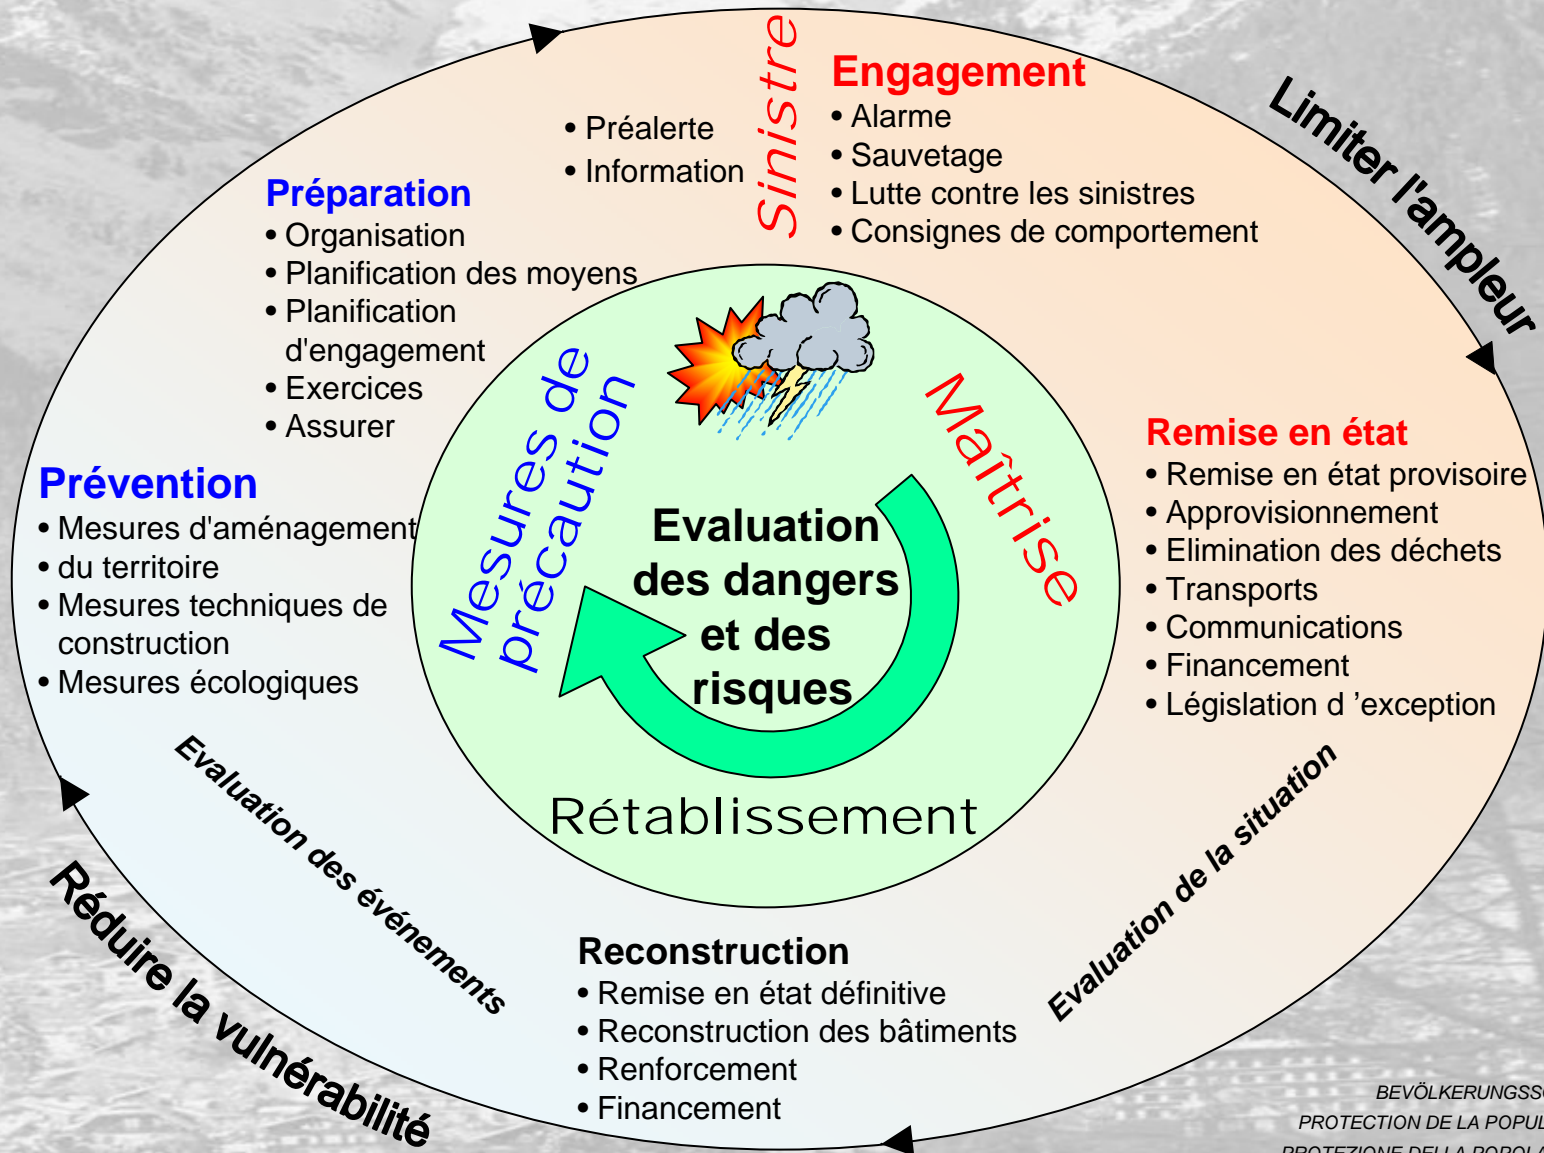 Sinistre
Engagement
• Alarme
• Sauvetage
• Lutte contre les sinistres
• Consignes de comportement
Limiter l'ampleur
• Préalerte
• Information
Préparation
• Organisation
• Planification des moyens
• Planification
d'engagement
• Exercices
• Assurer
Prévention
• Mesures d'aménagement
• du territoire
• Mesures techniques de
construction
• Mesures écologiques
Mesures de
précaution
Maîtrise
Evaluation
des dangers
et des
risques
Rétablissement
Remise en état
• Remise en état provisoire
• Approvisionnement
• Elimination des déchets
• Transports
• Communications
• Financement
• Législation d ’exception
Evaluation des événements
Evaluation de la situation
Réduire la vulnérabilité
Reconstruction
• Remise en état définitive
• Reconstruction des bâtiments
• Renforcement
• Financement
PROTECTION DE LA